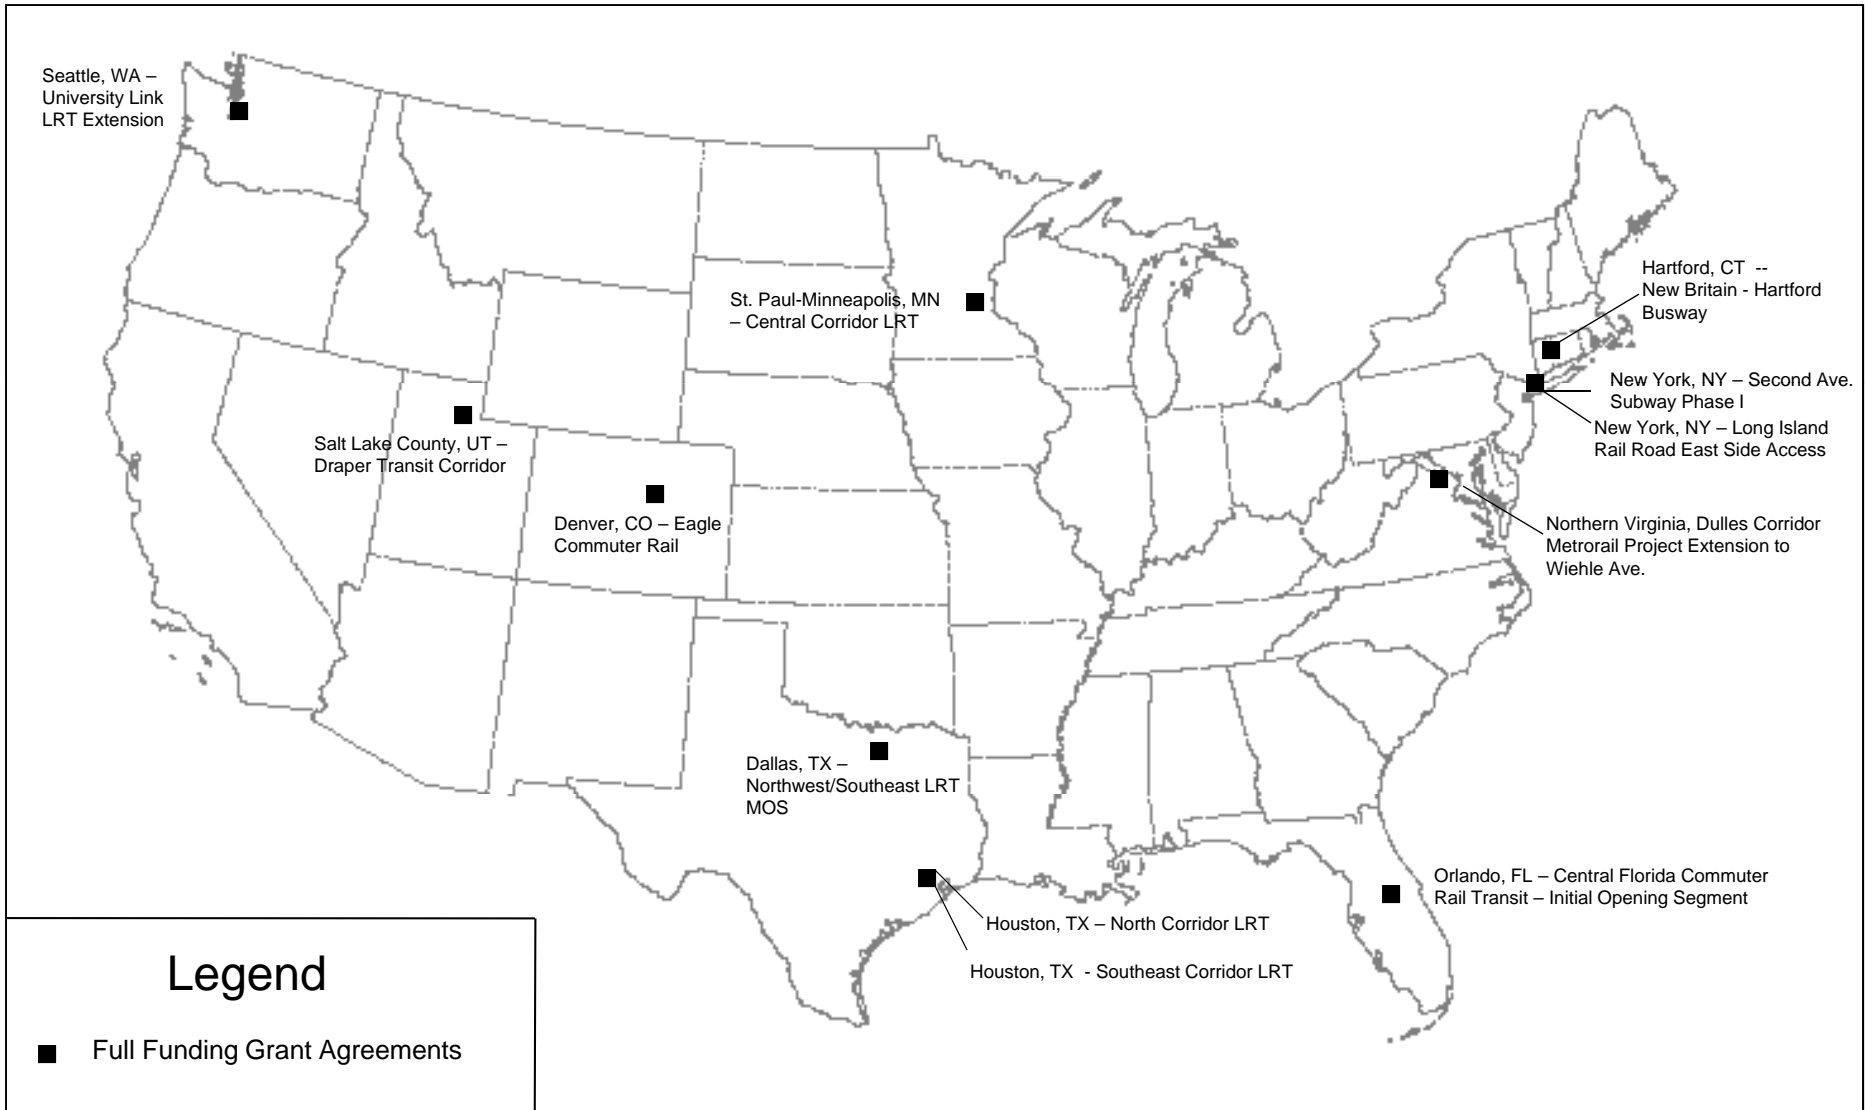 Seattle, WA –
University Link
LRT Extension
Hartford, CT --
New Britain - Hartford
Busway
St. Paul-Minneapolis, MN
– Central Corridor LRT
New York, NY – Second Ave.
Subway Phase I
New York, NY – Long Island
Rail Road East Side Access
Salt Lake County, UT –
Draper Transit Corridor
Denver, CO – Eagle
Commuter Rail
Northern Virginia, Dulles Corridor
Metrorail Project Extension to
Wiehle Ave.
Dallas, TX –
Northwest/Southeast LRT
MOS
Orlando, FL – Central Florida Commuter
Rail Transit – Initial Opening Segment
Houston, TX – North Corridor LRT
Houston, TX - Southeast Corridor LRT
Legend
Full Funding Grant Agreements